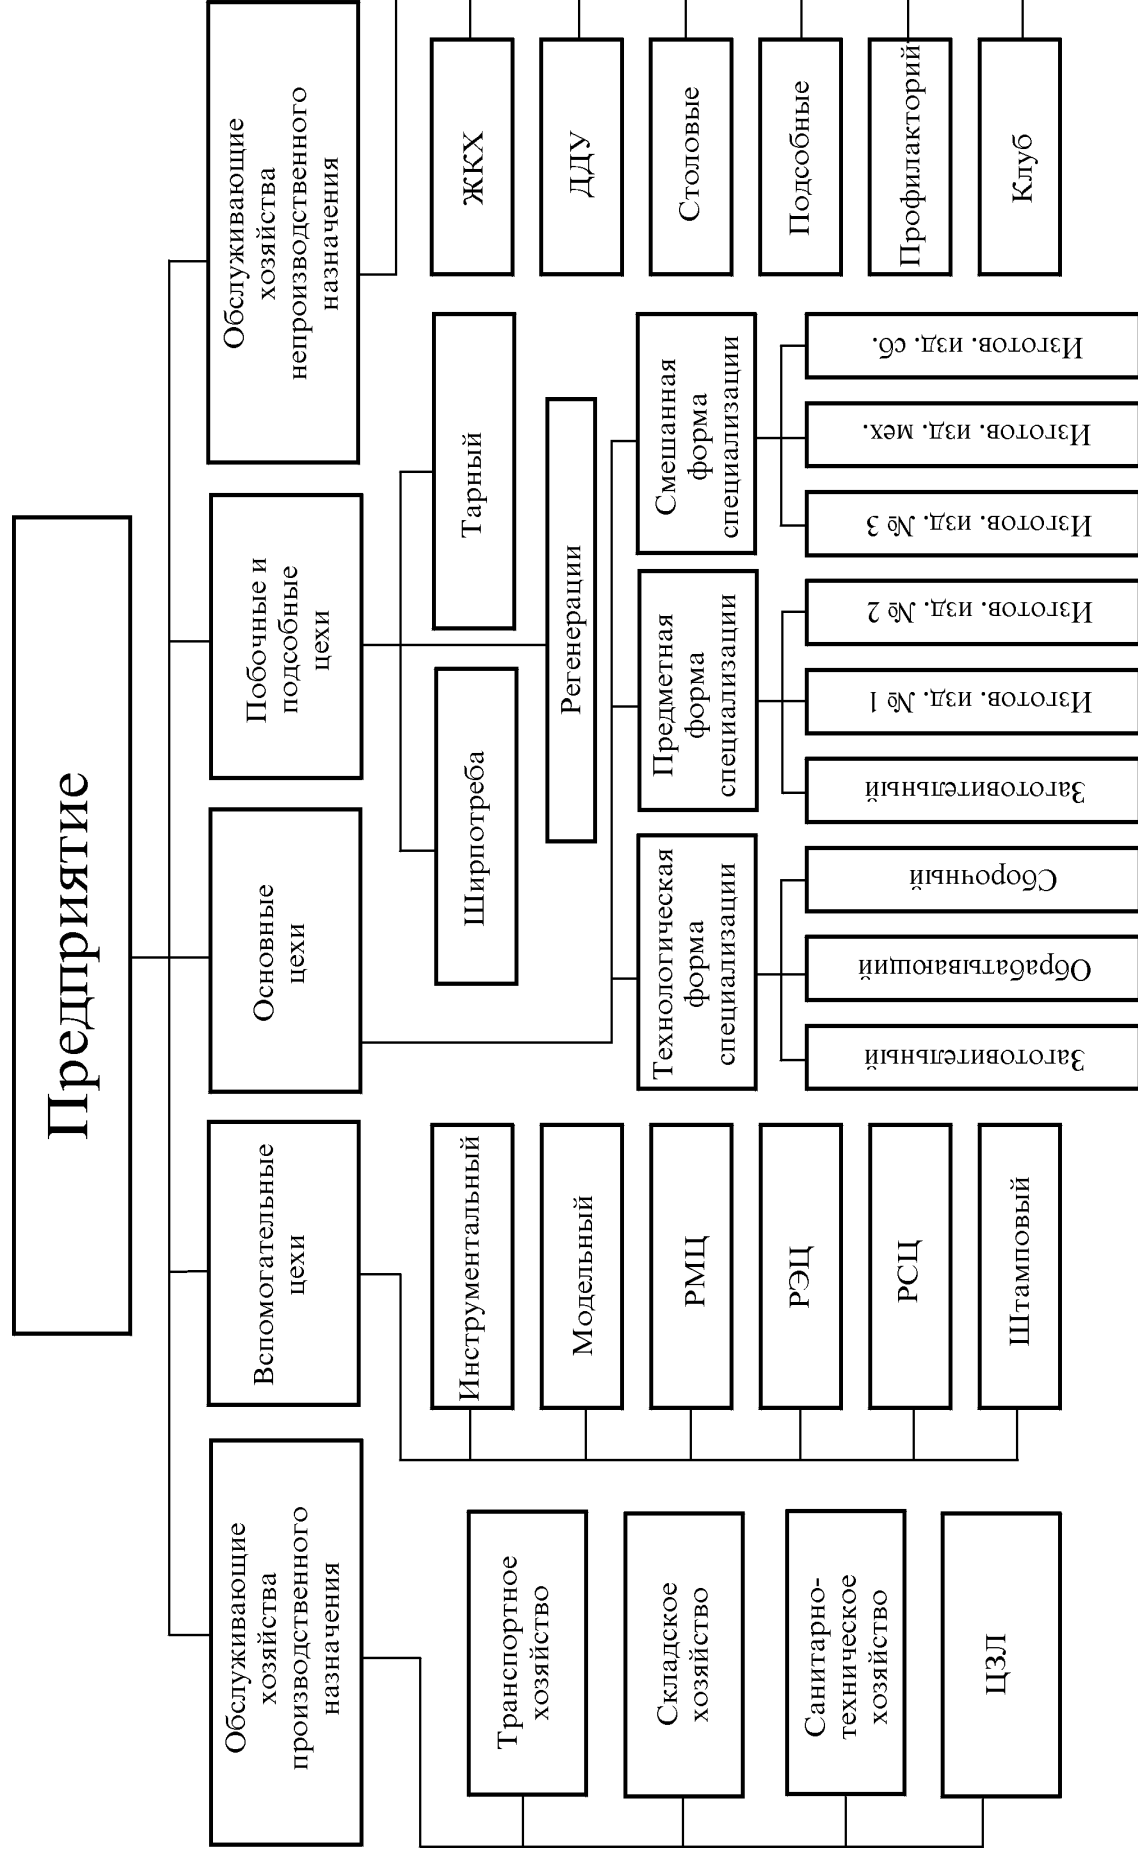 Предприятие
Обслуживающие
хозяйства
производственного
назначения
Вспомогательные
цехи
Основные
цехи
Побочные и
подсобные
цехи
Обслуживающие
хозяйства
непроизводственного
назначения
Транспортное
хозяйство
Складское
хозяйство
Санитарно-
техническое
хозяйство
ЦЗЛ
Инструментальный
Модельный
РМЦ
РЭЦ
РСЦ
Штамповый
Ширпотреба
Тарный
Регенерации
Технологическая
форма
специализации
Предметная
форма
специализации
Смешанная
форма
специализации
Заготовительный
Обрабатывающий
Сборочный
Заготовительный
Изготов. изд. № 1
Изготов. изд. № 2
Изготов. изд. № 3
Изготов. изд. мех.
Изготов. изд. сб.
ЖКХ
ДДУ
Столовые
Подсобные
Профилакторий
Клуб